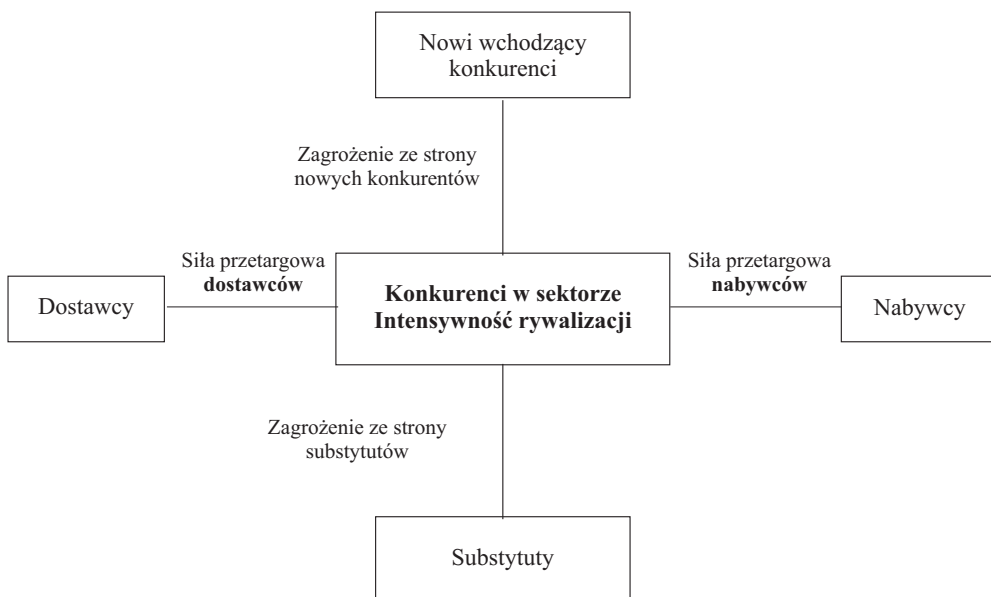 Nowi wchodzący
konkurenci
Zagrożenie ze strony
nowych konkurentów
Siła przetargowa
dostawców
Siła przetargowa
nabywców
Dostawcy
Konkurenci w sektorze
Intensywność rywalizacji
Nabywcy
Zagrożenie ze strony
substytutów
Substytuty